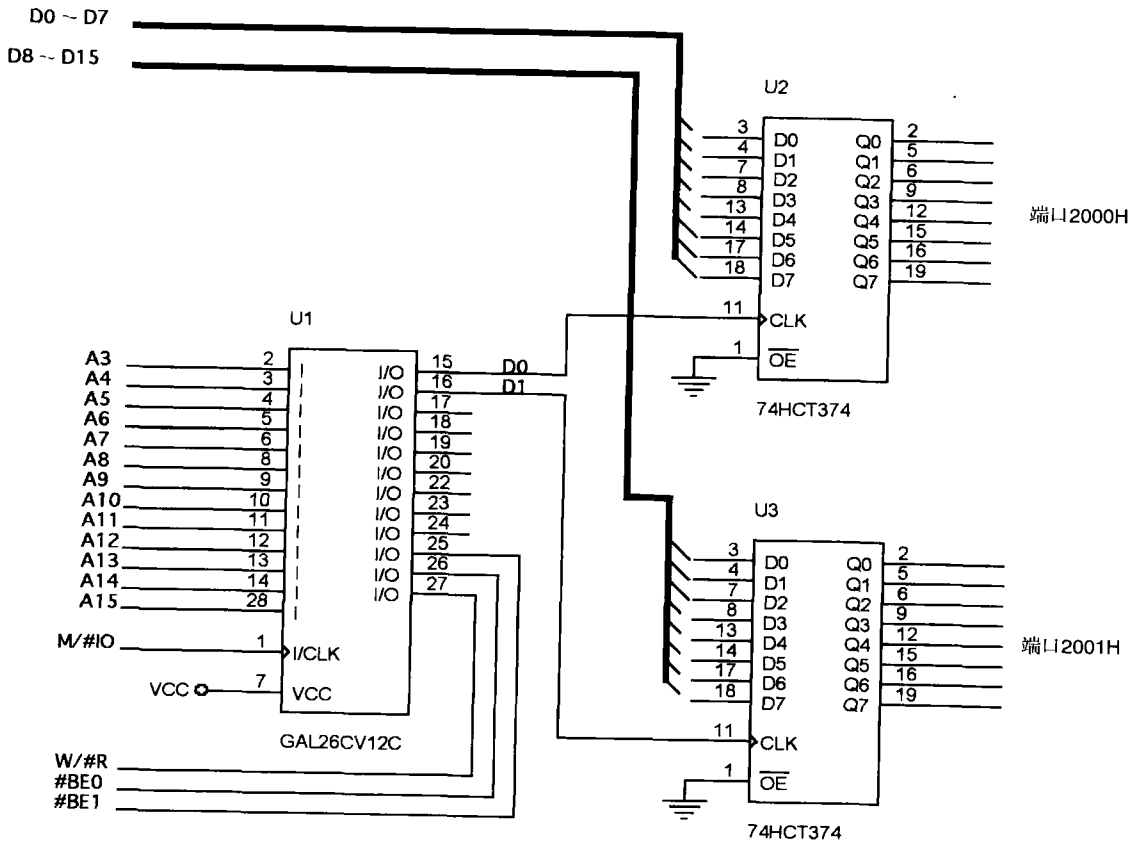 D0 ~ D7
D8 ~ D15
U2
3 D0 Q0 2
4 D1 Q1 5
7 D2 Q2 6
8 D3 Q3 9
13 D4 Q4 12
14 D5 Q5 15
17 D6 Q6 16
18 D7 Q7 19
11 CLK
1 OE
74HCT374
端口2000H
U1
A3 2 I/O 15 D0
A4 3 I/O 16 D1
A5 4 I/O 17
A6 5 I/O 18
A7 6 I/O 19
A8 8 I/O 20
A9 9 I/O 22
A10 10 I/O 23
A11 11 I/O 24
A12 12 I/O 25
A13 13 I/O 26
A14 14 I/O 27
A15 28
M/#IO 1 I/CLK
VCC 7 VCC
GAL26CV12C
W/#R
#BE0
#BE1
U3
3 D0 Q0 2
4 D1 Q1 5
7 D2 Q2 6
8 D3 Q3 9
13 D4 Q4 12
14 D5 Q5 15
17 D6 Q6 16
18 D7 Q7 19
11 CLK
1 OE
74HCT374
端口2001H